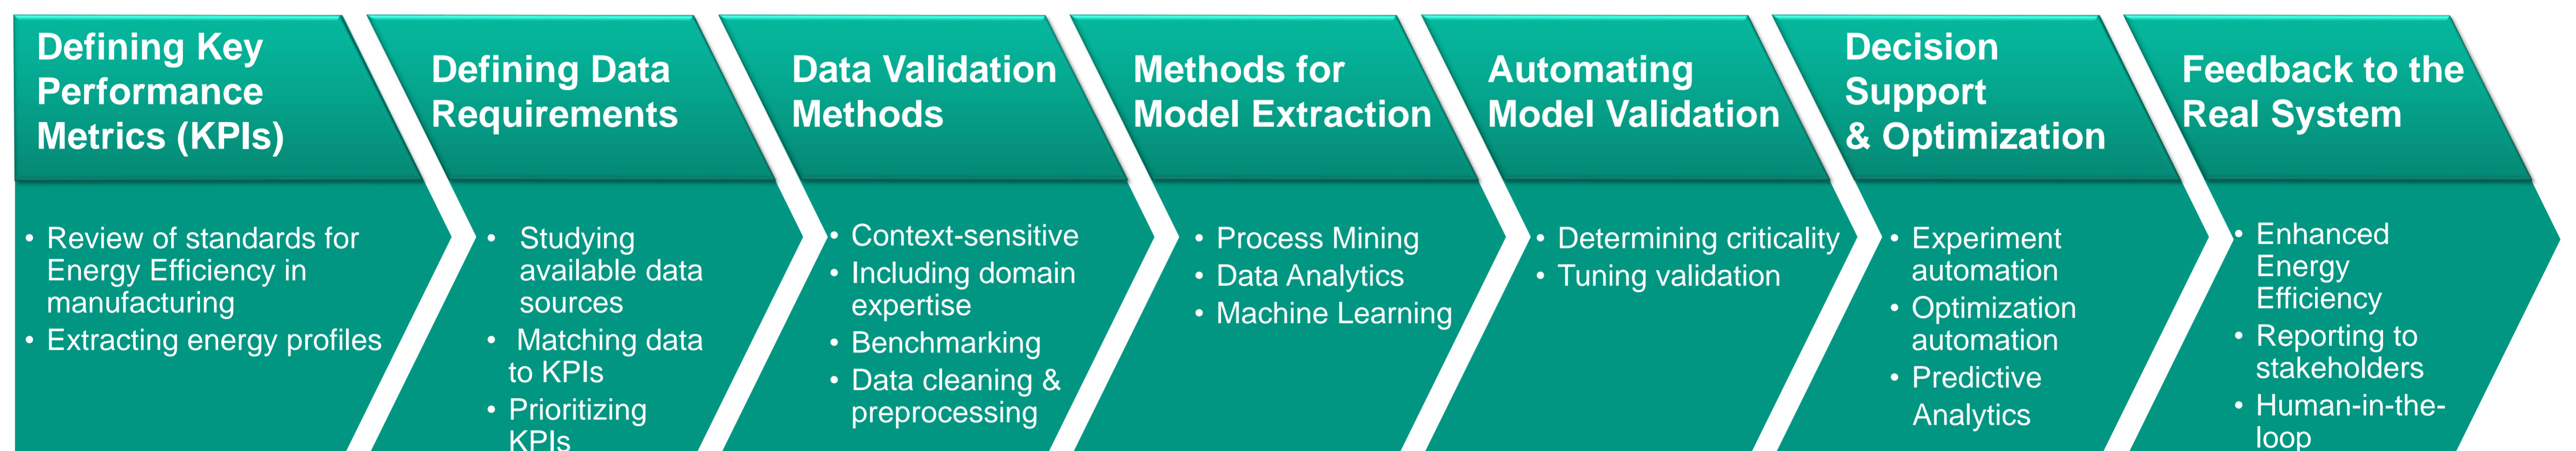 Defining Key
Performance
Metrics (KPIs)
• Review of standards for
Energy Efficiency in
manufacturing
• Extracting energy profiles
Defining Data
Requirements
• Studying
available data
sources
• Matching data
to KPIs
• Prioritizing
KPIs
Data Validation
Methods
• Context-sensitive
• Including domain
expertise
• Benchmarking
• Data cleaning &
preprocessing
Methods for
Model Extraction
• Process Mining
• Data Analytics
• Machine Learning
Automating
Model Validation
• Determining criticality
• Tuning validation
Decision
Support
& Optimization
• Experiment
automation
• Optimization
automation
• Predictive
Analytics
Feedback to the
Real System
• Enhanced
Energy
Efficiency
• Reporting to
stakeholders
• Human-in-the-
loop